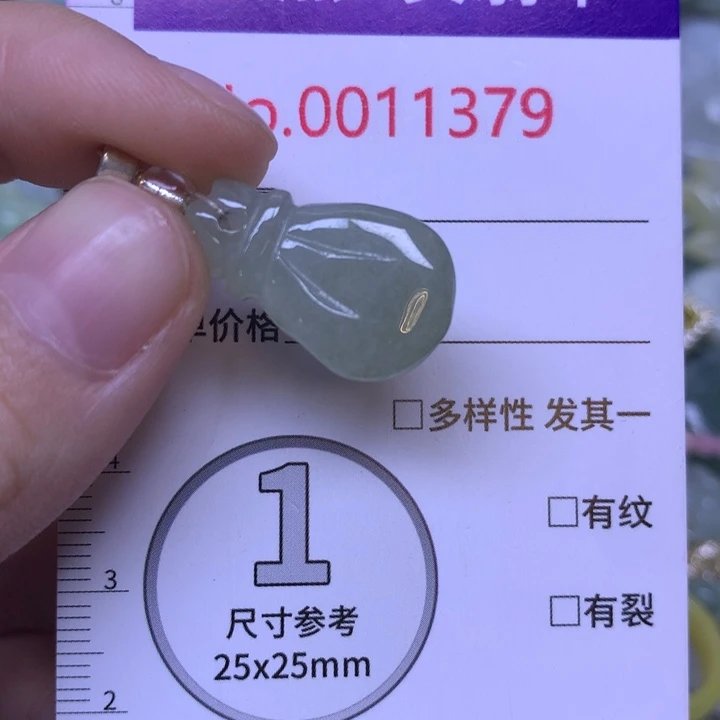 o.0011379
价格
□多样性 发其一
4
□有纹
1
3
尺寸参考
□有裂
25x25mm
2